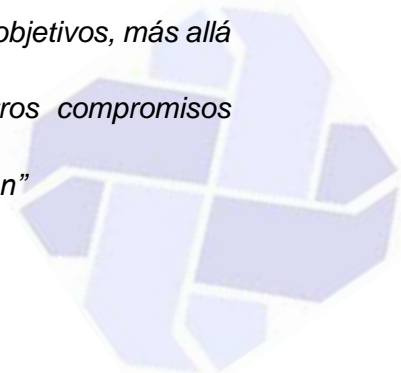 objetivos, más allá
ros compromisos
n”